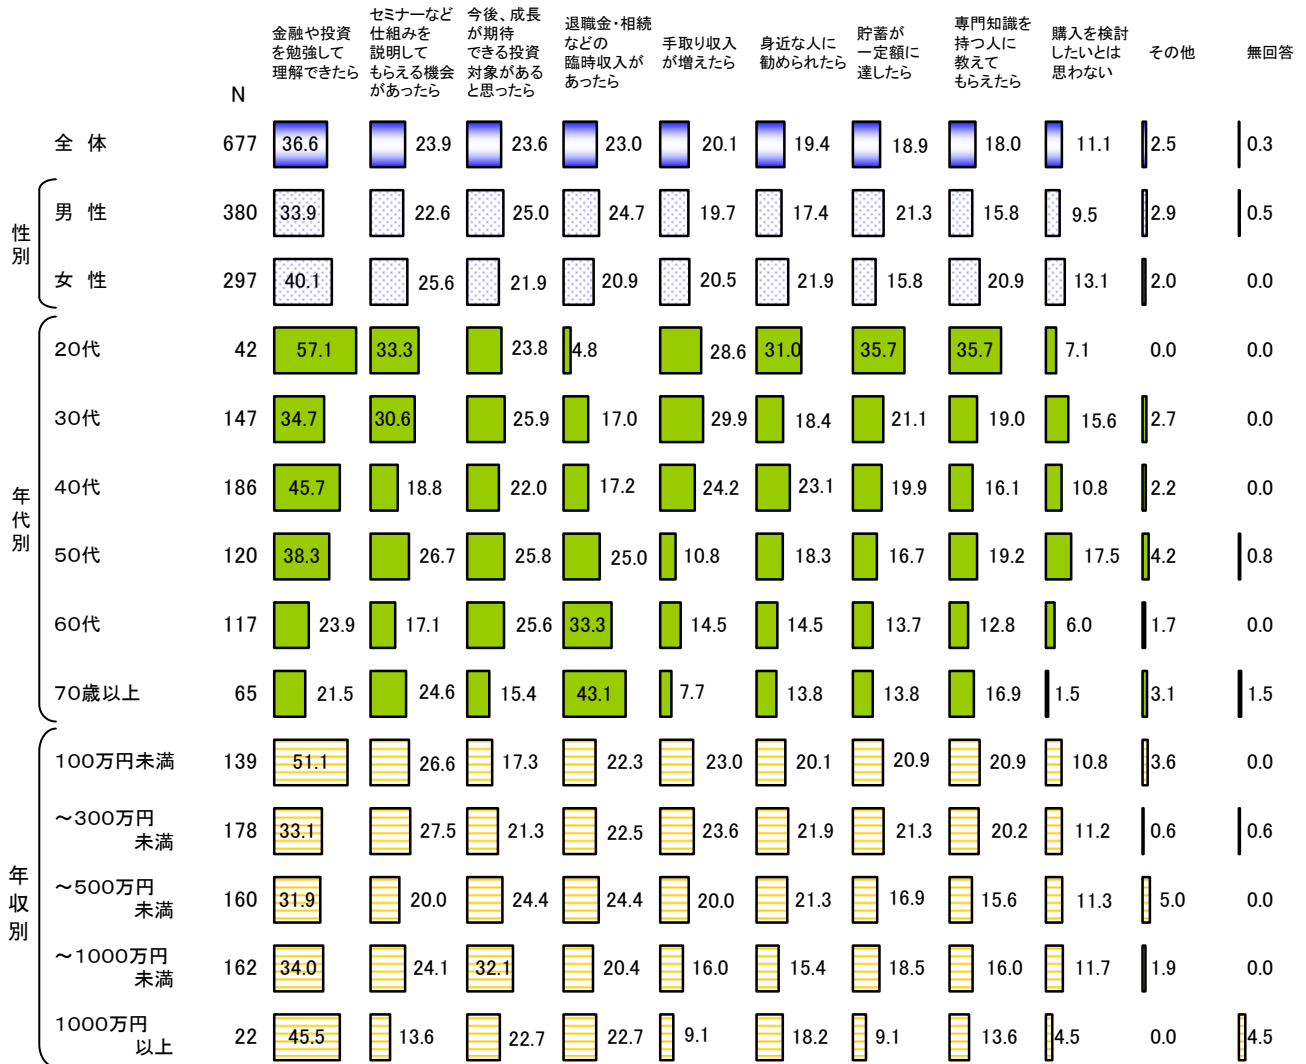 金融や投資
を勉強して
理解できたら
セミナーなど
仕組みを
説明して
もらえる機会
があったら
今後、成長
が期待
できる投資
対象がある
と思ったら
退職金・相続
などの
臨時収入が
あったら
手取り収入
が増えたら
身近な人に
勧められたら
貯蓄が
一定額に
達したら
専門知識を
持つ人に
教えて
もらえたら
購入を検討
したいとは
思わない
その他
無回答
N
全 体 677 36.6 23.9 23.6 23.0 20.1 19.4 18.9 18.0 11.1 2.5 0.3
性別
男 性 380 33.9 22.6 25.0 24.7 19.7 17.4 21.3 15.8 9.5 2.9 0.5
女 性 297 40.1 25.6 21.9 20.9 20.5 21.9 15.8 20.9 13.1 2.0 0.0
年代別
20代 42 57.1 33.3 23.8 4.8 28.6 31.0 35.7 35.7 7.1 0.0 0.0
30代 147 34.7 30.6 25.9 17.0 29.9 18.4 21.1 19.0 15.6 2.7 0.0
40代 186 45.7 18.8 22.0 17.2 24.2 23.1 19.9 16.1 10.8 2.2 0.0
50代 120 38.3 26.7 25.8 25.0 10.8 18.3 16.7 19.2 17.5 4.2 0.8
60代 117 23.9 17.1 25.6 33.3 14.5 14.5 13.7 12.8 6.0 1.7 0.0
70歳以上 65 21.5 24.6 15.4 43.1 7.7 13.8 13.8 16.9 1.5 3.1 1.5
年収別
100万円未満 139 51.1 26.6 17.3 22.3 23.0 20.1 20.9 20.9 10.8 3.6 0.0
～300万円
未満 178 33.1 27.5 21.3 22.5 23.6 21.9 21.3 20.2 11.2 0.6 0.6
～500万円
未満 160 31.9 20.0 24.4 24.4 20.0 21.3 16.9 15.6 11.3 5.0 0.0
～1000万円
未満 162 34.0 24.1 32.1 20.4 16.0 15.4 18.5 16.0 11.7 1.9 0.0
1000万円
以上 22 45.5 13.6 22.7 22.7 9.1 18.2 9.1 13.6 4.5 0.0 4.5